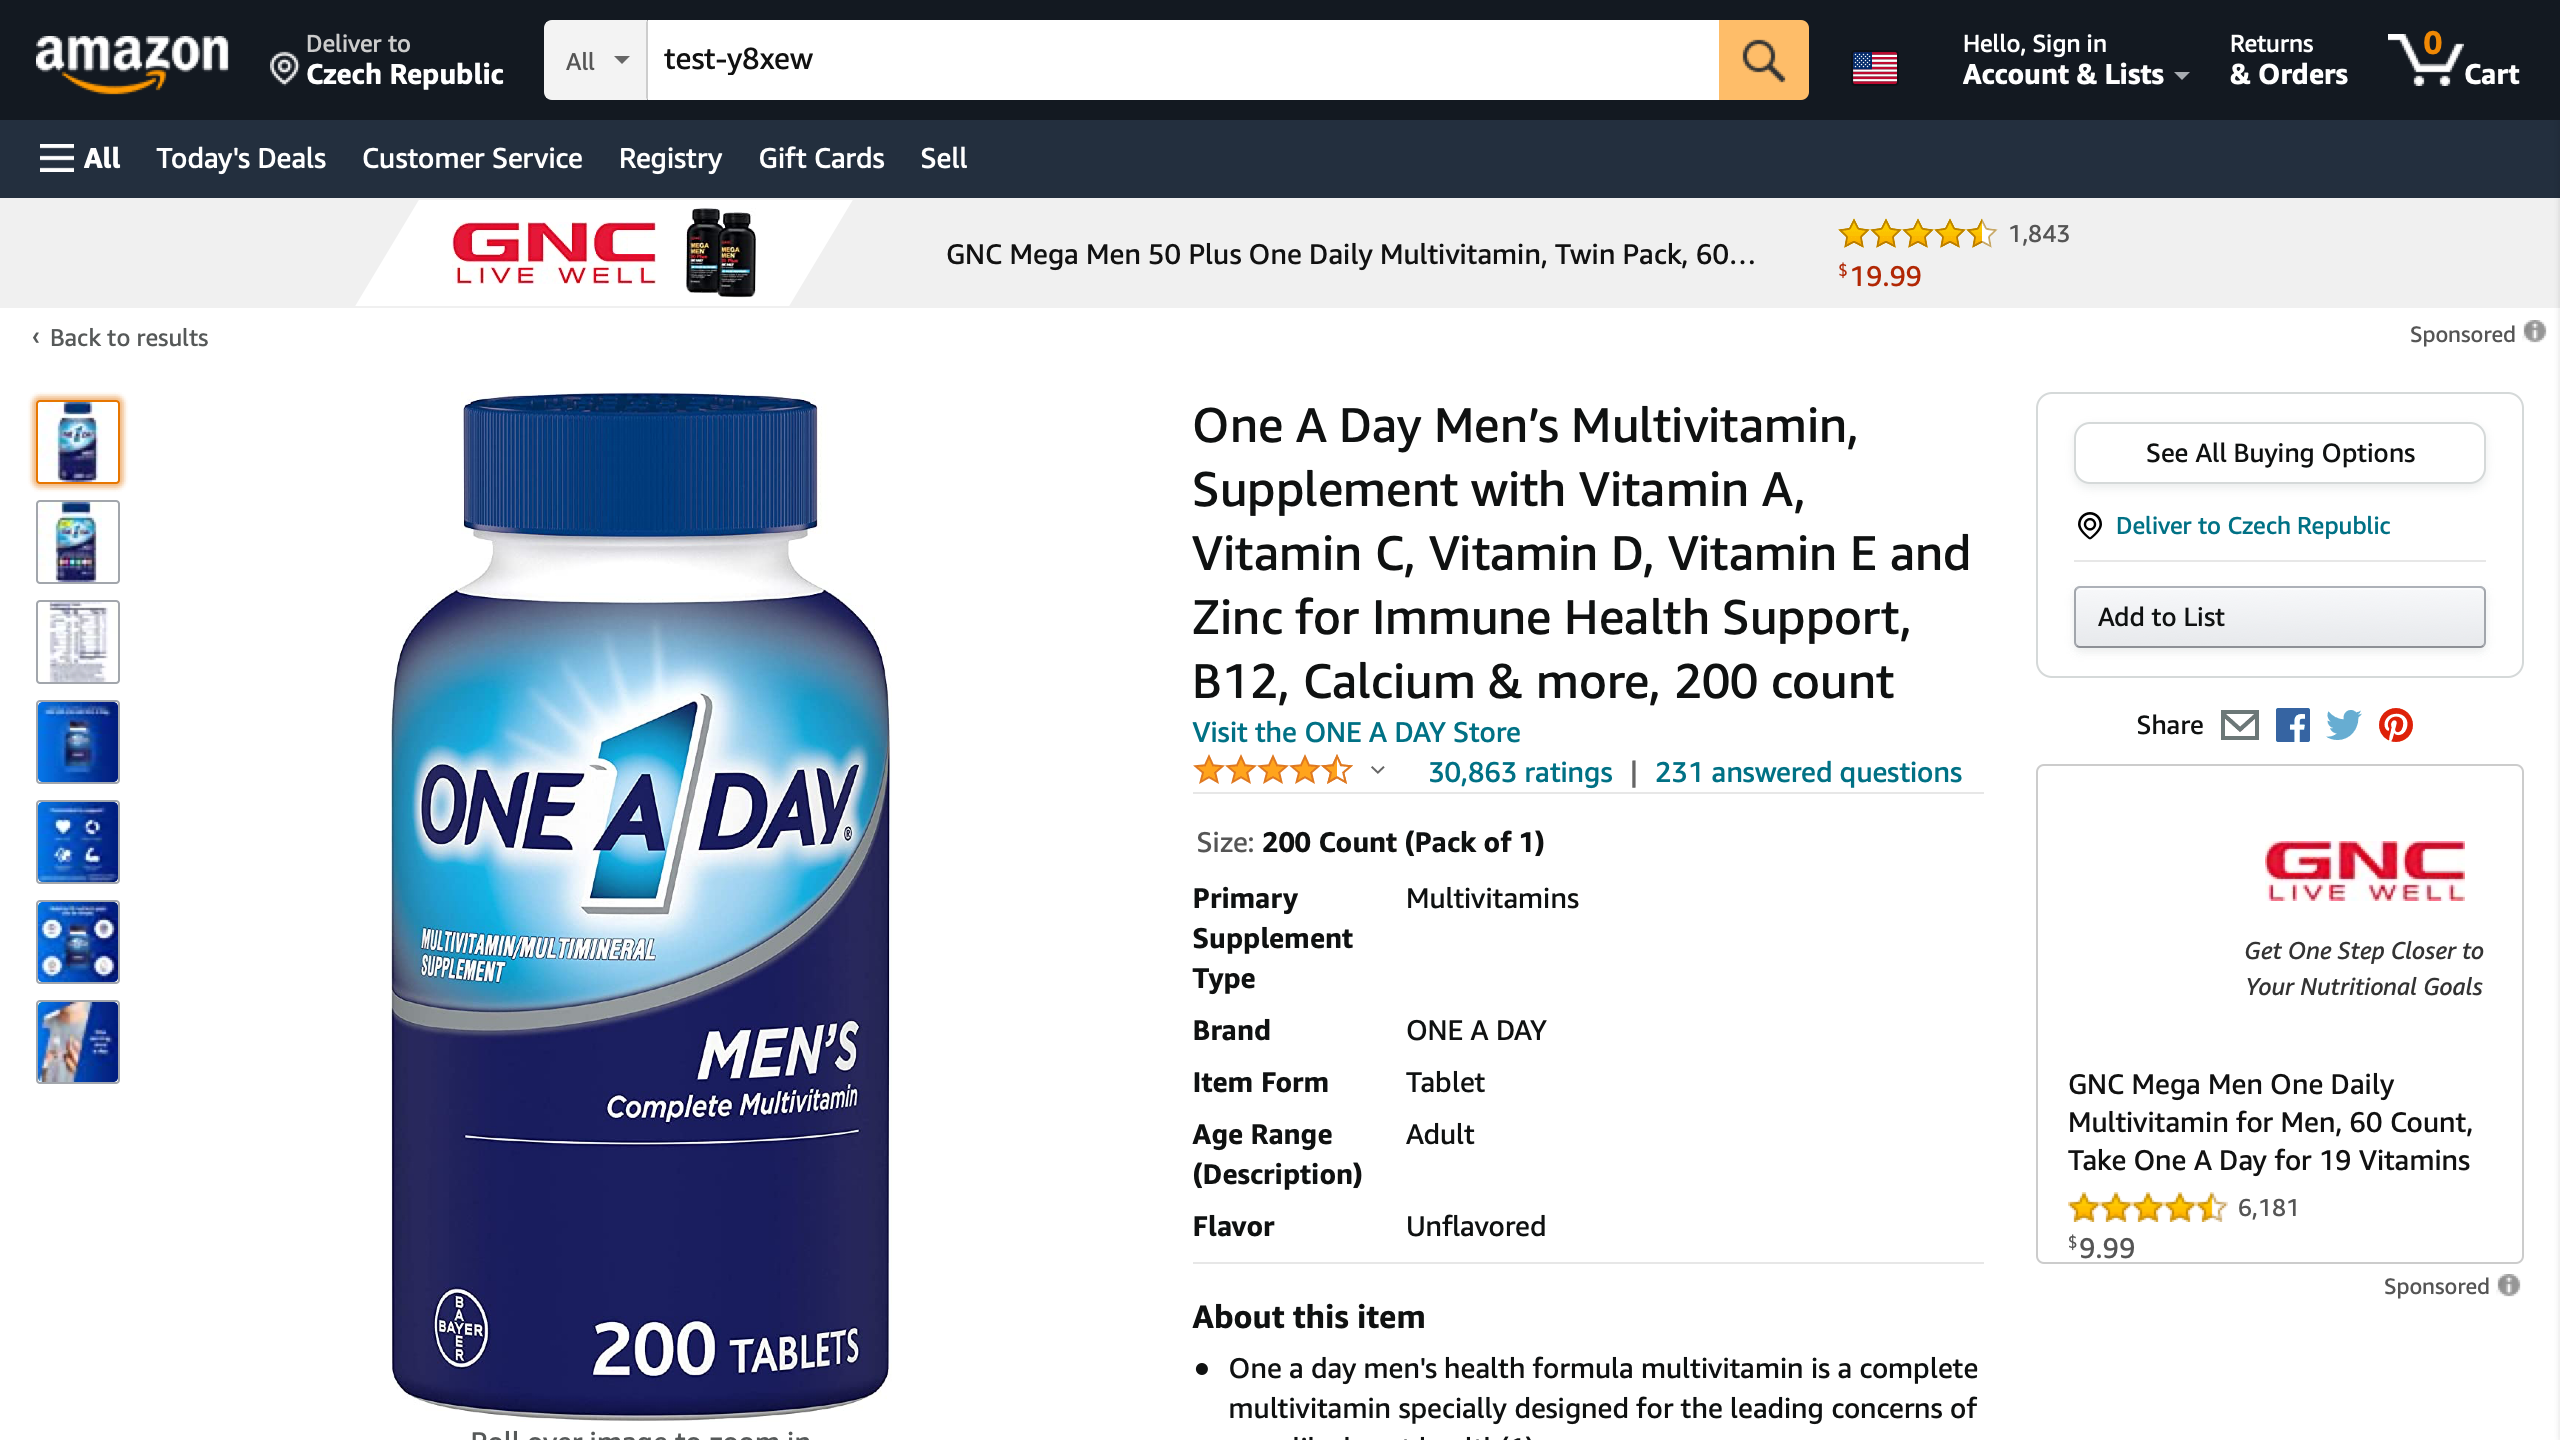 amazon
Deliver to
Czech Republic
All
test-y8xew
Hello, Sign in
Account & Lists
Returns
& Orders
0
Cart
All
Today's Deals
Customer Service
Registry
Gift Cards
Sell
GNC
LIVE WELL
GNC Mega Men 50 Plus One Daily Multivitamin, Twin Pack, 60...
1,843
$19.99
‹ Back to results
Sponsored
ONE A DAY®
1
MULTIVITAMIN/MULTIMINERAL
SUPPLEMENT
MEN'S
Complete Multivitamin
BAYER
BAYER
200 TABLETS
Roll over image to zoom in
One A Day Men’s Multivitamin,
Supplement with Vitamin A,
Vitamin C, Vitamin D, Vitamin E and
Zinc for Immune Health Support,
B12, Calcium & more, 200 count
Visit the ONE A DAY Store
30,863 ratings | 231 answered questions
Size: 200 Count (Pack of 1)
Primary Multivitamins
Supplement
Type
Brand ONE A DAY
Item Form Tablet
Age Range Adult
(Description)
Flavor Unflavored
About this item
• One a day men's health formula multivitamin is a complete
multivitamin specially designed for the leading concerns of
See All Buying Options
Deliver to Czech Republic
Add to List
Share
GNC
LIVE WELL
Get One Step Closer to
Your Nutritional Goals
GNC Mega Men One Daily
Multivitamin for Men, 60 Count,
Take One A Day for 19 Vitamins
6,181
$9.99
Sponsored